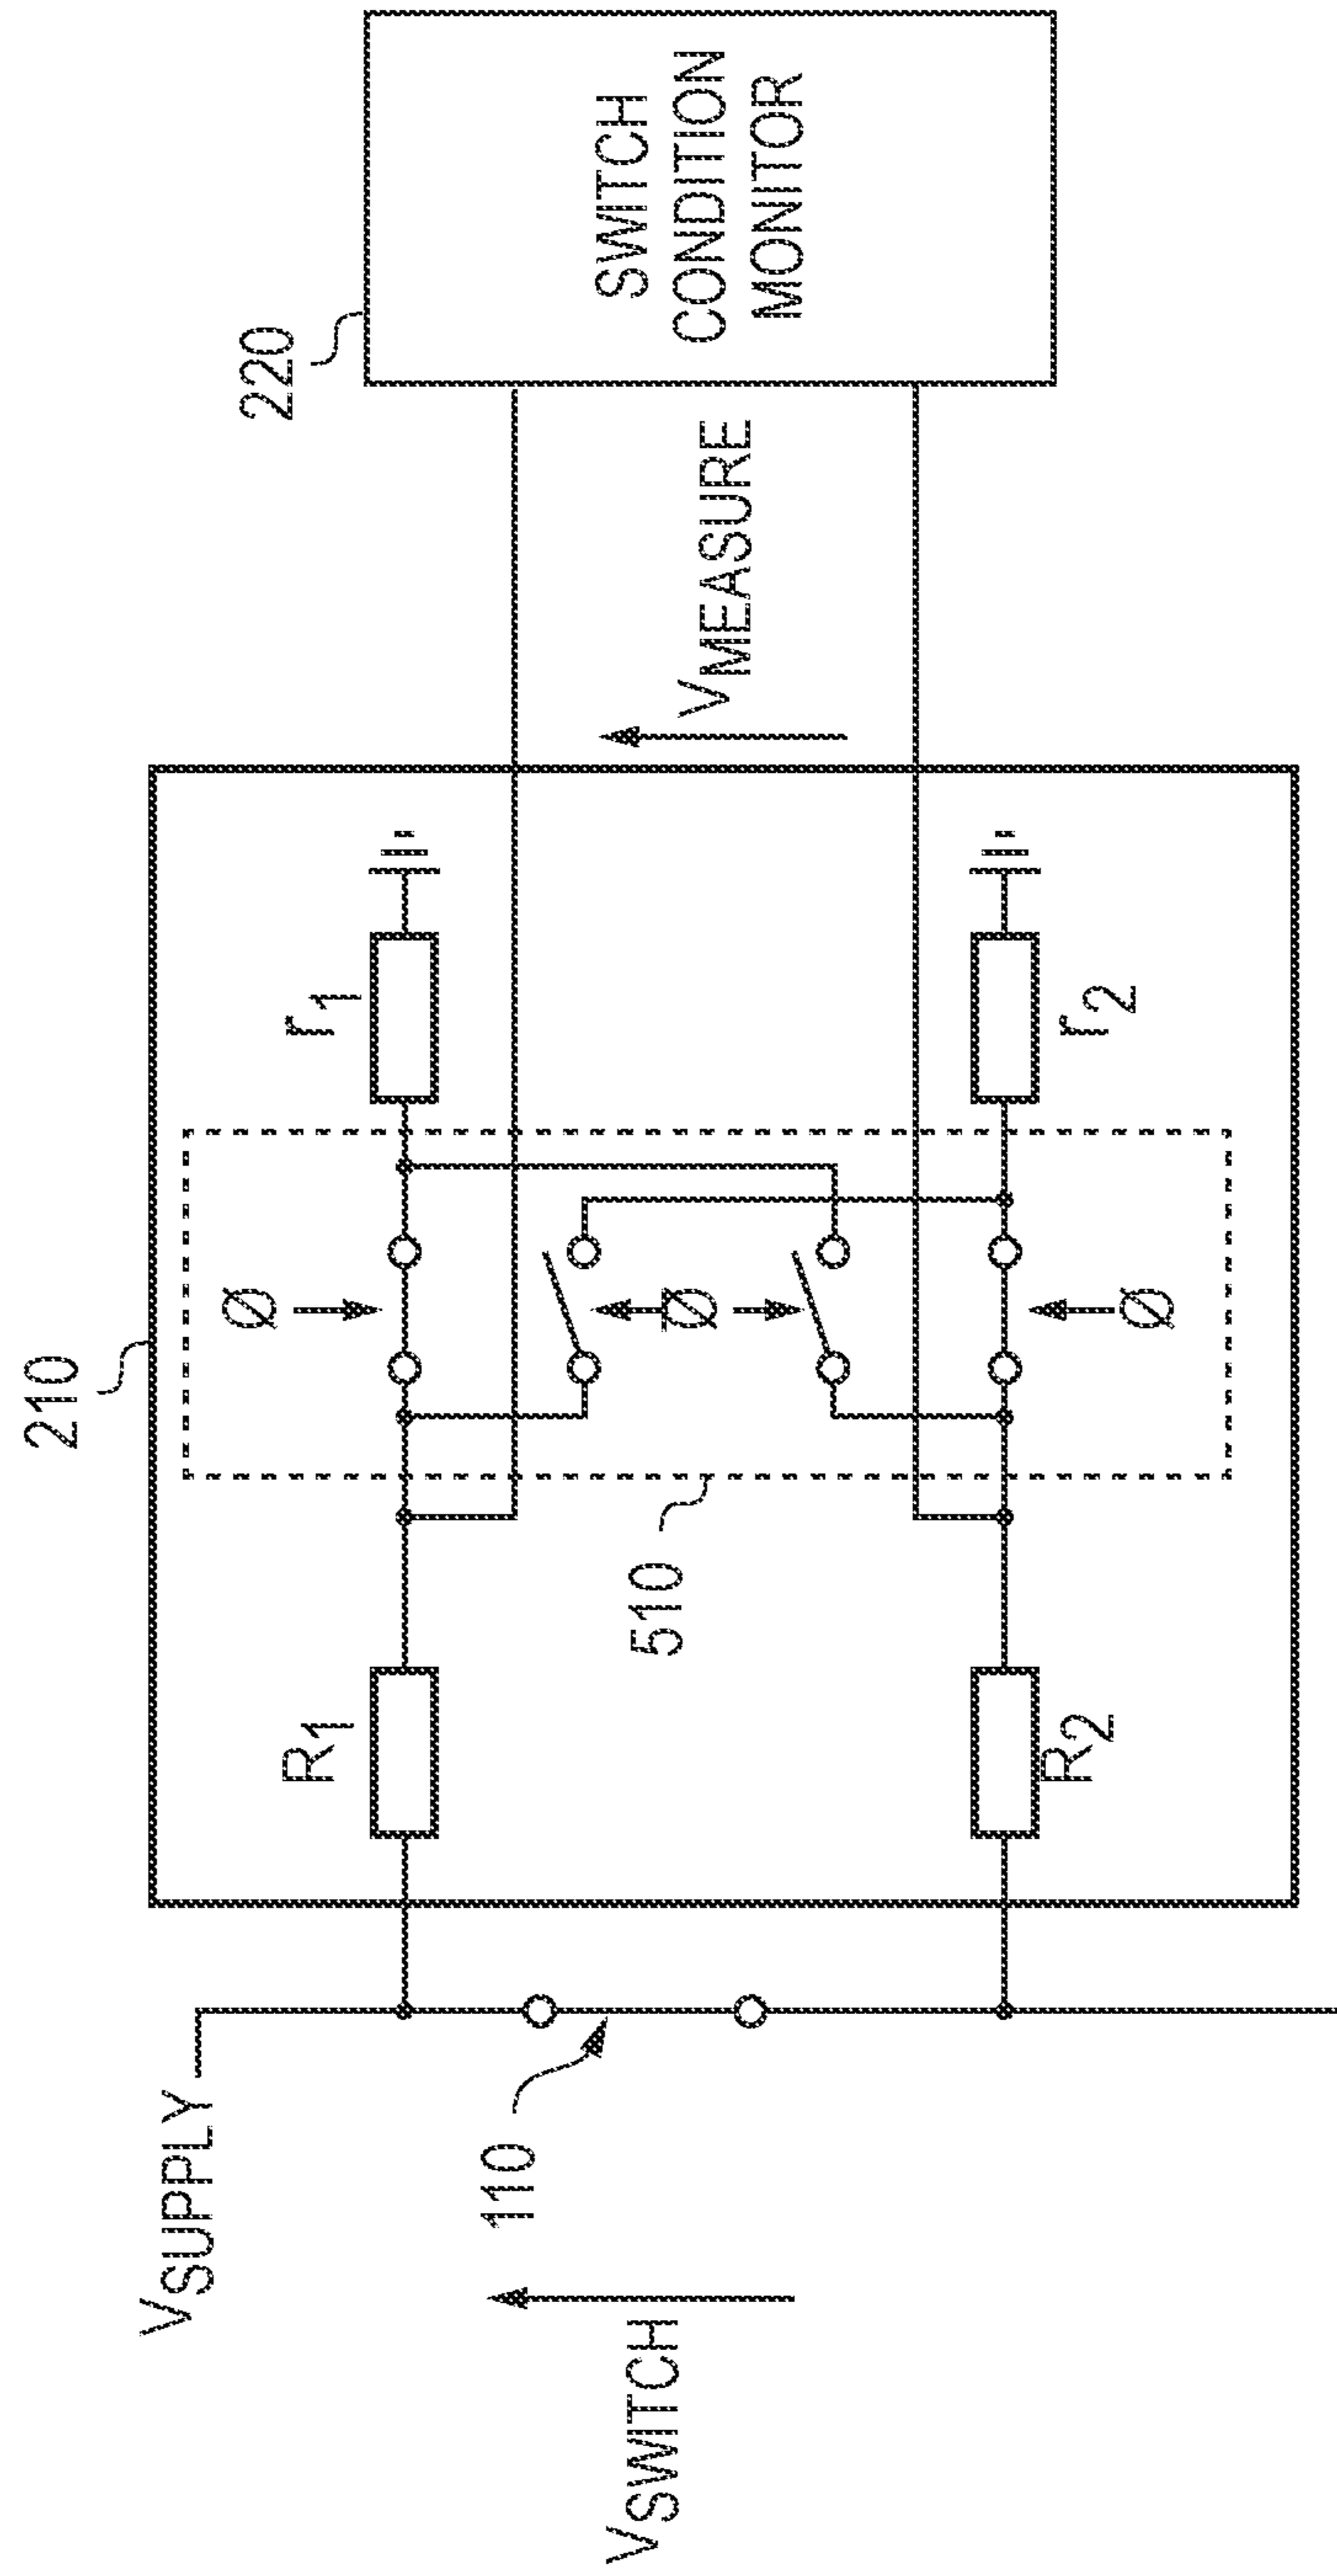 210
VSUPPLY
Ø
220
R1
r1
110
SWITCH
CONDITION
MONITOR
VSWITCH
510
Ø̅
VMEASURE
R2
r2
Ø